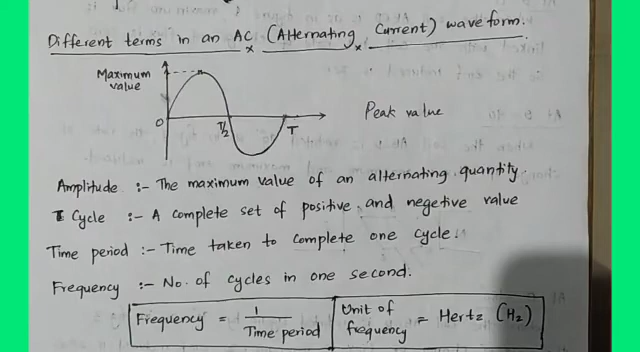 Different terms in an AC (Alternating Current) waveform.
Maximum value
0
T/2
T
Peak value
Amplitude :- The maximum value of an alternating quantity.
Cycle :- A complete set of positive and negetive value
Time period :- Time taken to complete one cycle.
Frequency :- No. of cycles in one second.
Frequency = 1 / Time period
Unit of frequency = Hertz (Hz)